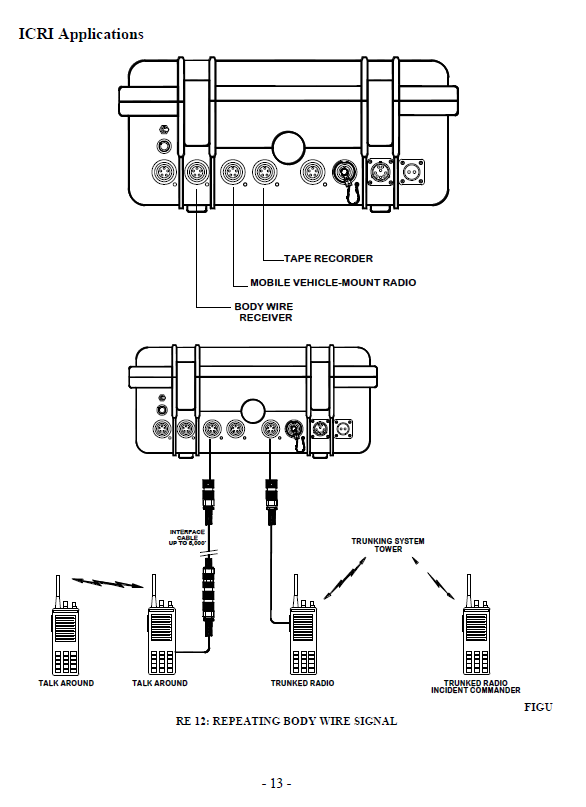 ICRI Applications
TAPE RECORDER
MOBILE VEHICLE-MOUNT RADIO
BODY WIRE
RECEIVER
INTERFACE
CABLE
UP TO 6,000'
TRUNKING SYSTEM
TOWER
TALK AROUND
TALK AROUND
TRUNKED RADIO
TRUNKED RADIO
INCIDENT COMMANDER
FIGU
RE 12: REPEATING BODY WIRE SIGNAL
- 13 -